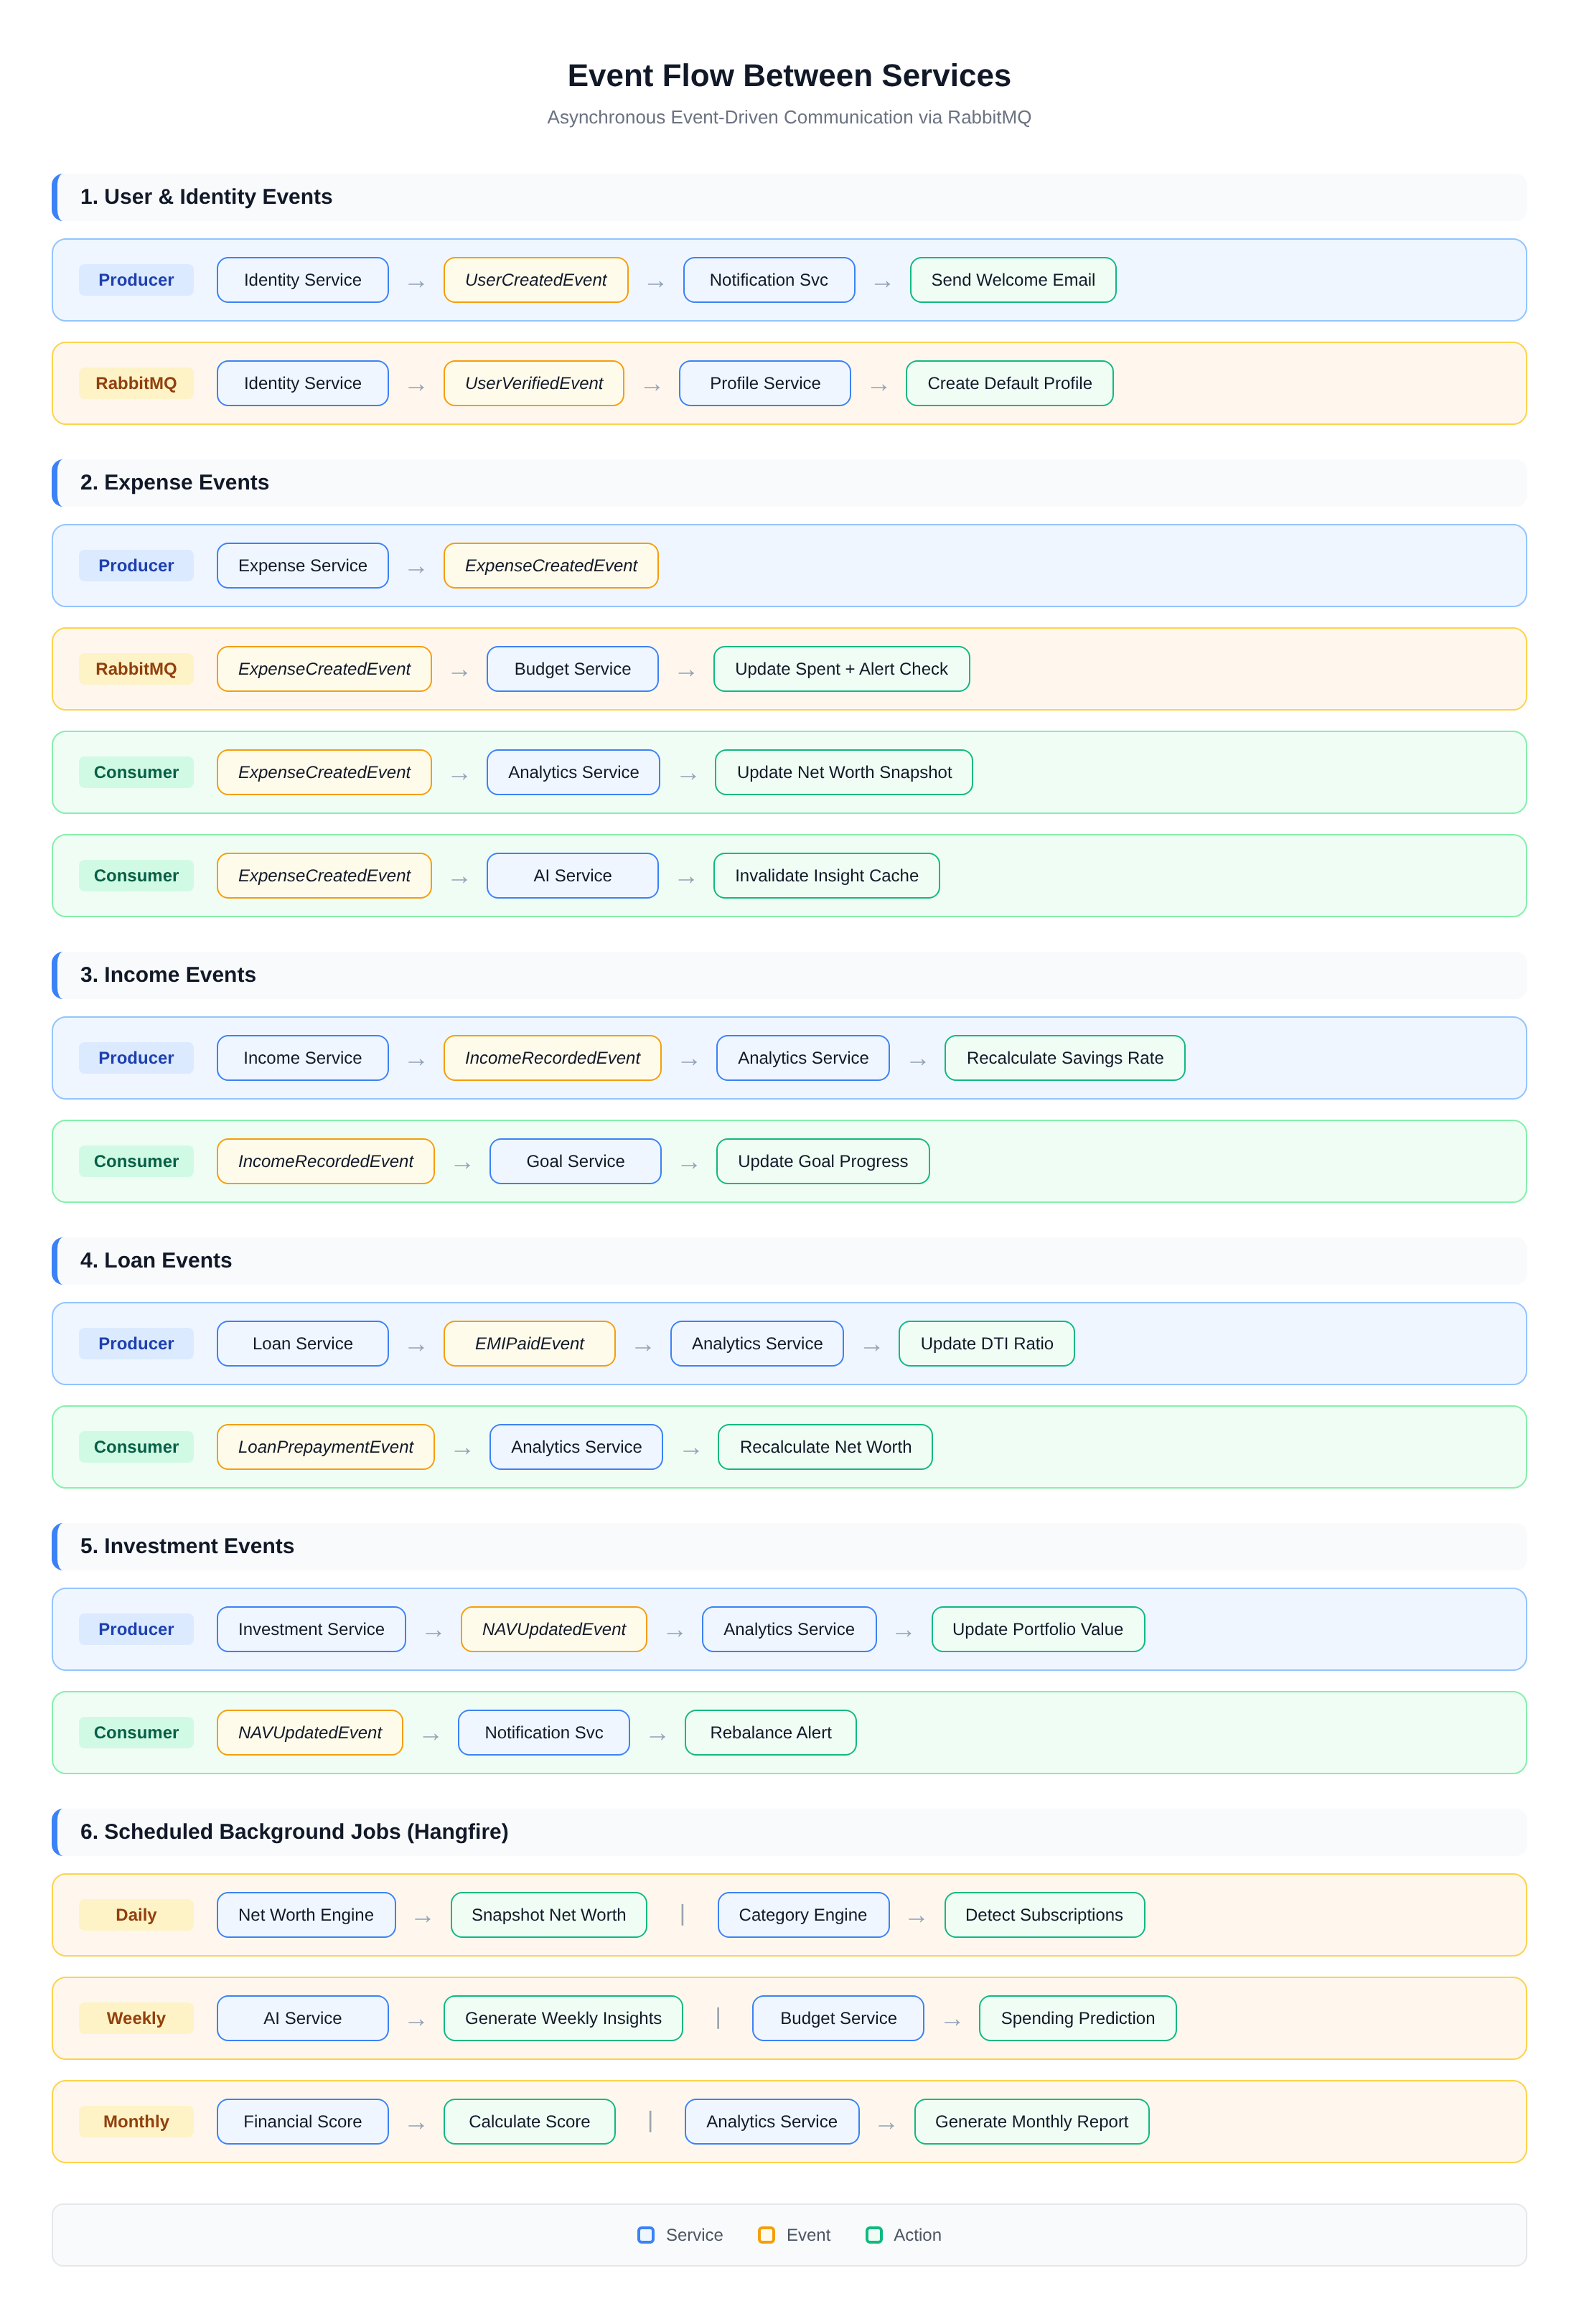 Event Flow Between Services
Asynchronous Event-Driven Communication via RabbitMQ
1. User & Identity Events
Producer Identity Service → UserCreatedEvent → Notification Svc → Send Welcome Email
RabbitMQ Identity Service → UserVerifiedEvent → Profile Service → Create Default Profile
2. Expense Events
Producer Expense Service → ExpenseCreatedEvent
RabbitMQ ExpenseCreatedEvent → Budget Service → Update Spent + Alert Check
Consumer ExpenseCreatedEvent → Analytics Service → Update Net Worth Snapshot
Consumer ExpenseCreatedEvent → AI Service → Invalidate Insight Cache
3. Income Events
Producer Income Service → IncomeRecordedEvent → Analytics Service → Recalculate Savings Rate
Consumer IncomeRecordedEvent → Goal Service → Update Goal Progress
4. Loan Events
Producer Loan Service → EMIPaidEvent → Analytics Service → Update DTI Ratio
Consumer LoanPrepaymentEvent → Analytics Service → Recalculate Net Worth
5. Investment Events
Producer Investment Service → NAVUpdatedEvent → Analytics Service → Update Portfolio Value
Consumer NAVUpdatedEvent → Notification Svc → Rebalance Alert
6. Scheduled Background Jobs (Hangfire)
Daily Net Worth Engine → Snapshot Net Worth | Category Engine → Detect Subscriptions
Weekly AI Service → Generate Weekly Insights | Budget Service → Spending Prediction
Monthly Financial Score → Calculate Score | Analytics Service → Generate Monthly Report
Service Event Action